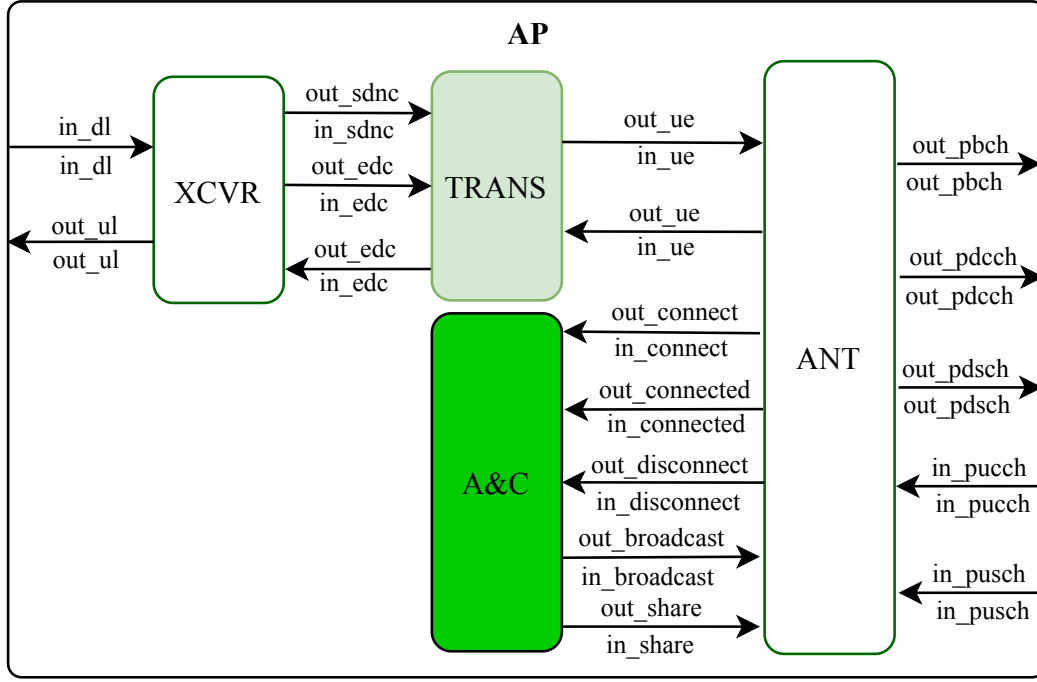 AP
in_dl
in_dl
out_ul
out_ul
XCVR
out_sdnc
in_sdnc
out_edc
in_edc
out_edc
in_edc
TRANS
A&C
out_ue
in_ue
out_ue
in_ue
out_connect
in_connect
out_connected
in_connected
out_disconnect
in_disconnect
out_broadcast
in_broadcast
out_share
in_share
ANT
out_pbch
out_pbch
out_pdcch
out_pdcch
out_pdsch
out_pdsch
in_pucch
in_pucch
in_pusch
in_pusch